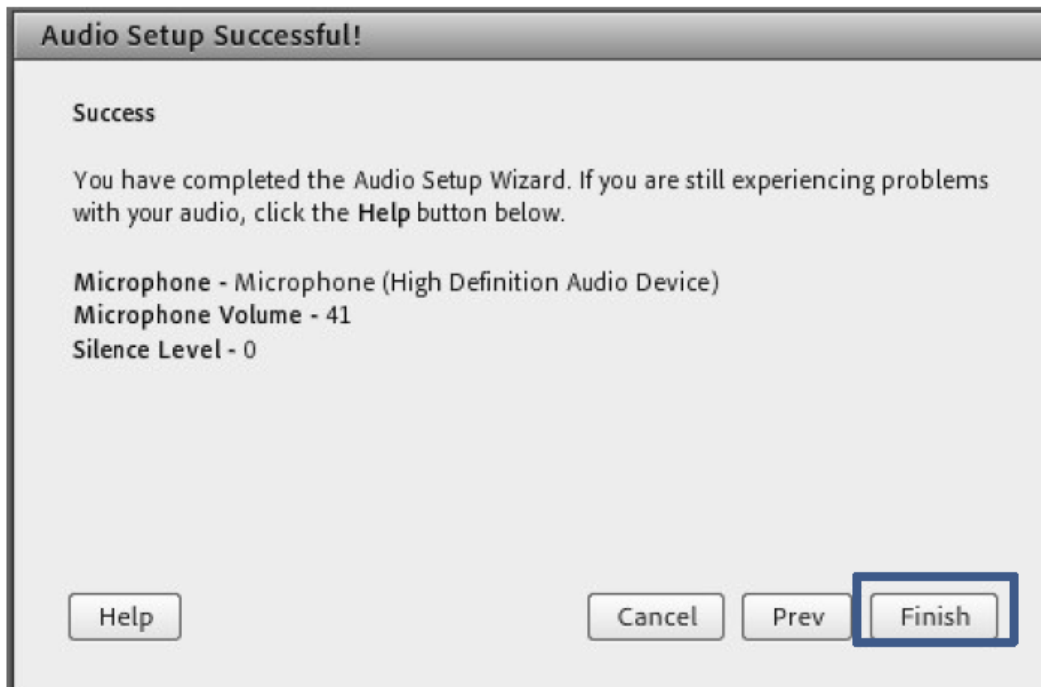 Audio Setup Successful!
Success
You have completed the Audio Setup Wizard. If you are still experiencing problems
with your audio, click the Help button below.
Microphone - Microphone (High Definition Audio Device)
Microphone Volume - 41
Silence Level - 0
Help
Cancel
Prev
Finish